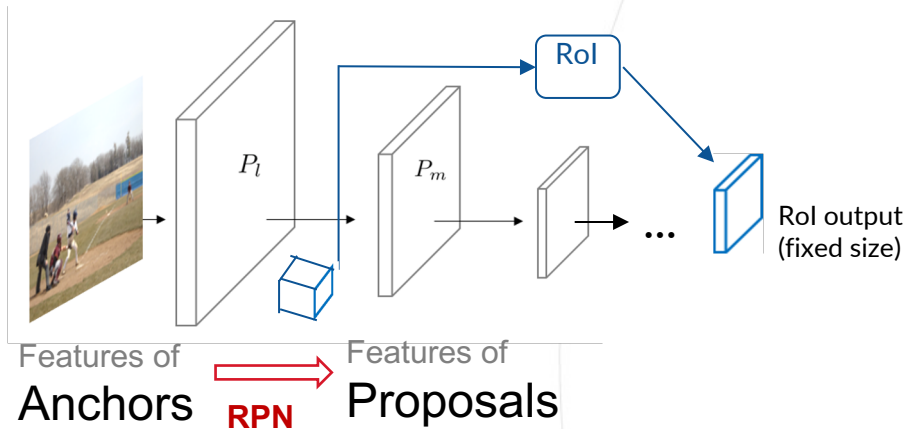 RoI
P_l
P_m
...
RoI output
(fixed size)
Features of
Anchors
RPN
Features of
Proposals